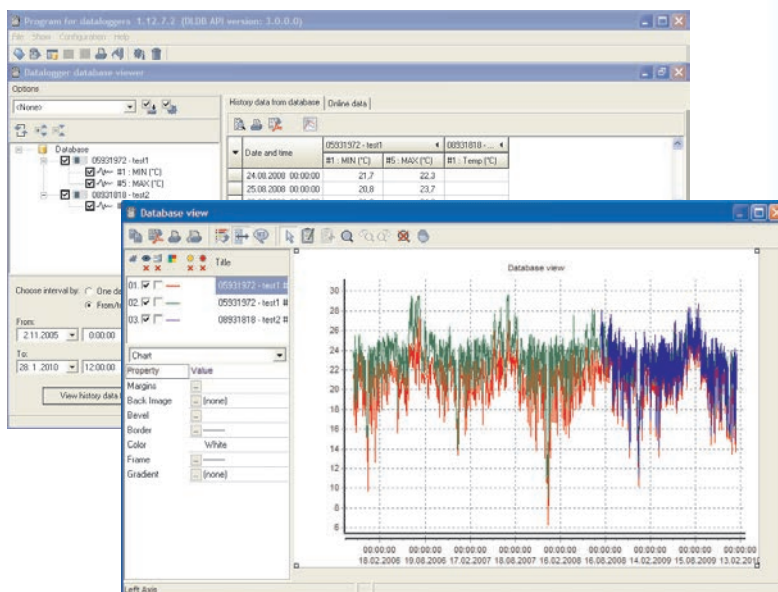 Program for dataloggers 1.12.7.2 (DLDB API version: 3.0.0.0)
File Show Configuration Help
Datalogger database viewer
Options
<None>
History data from database Online data
Database
05931972 - test1
#1 : MIN (°C)
#5 : MAX (°C)
08931818 - test2
Date and time 05931972 - test1 08931818 - ...
#1 : MIN (°C) #5 : MAX (°C) #1 : Temp (°C)
24.08.2008 00:00:00 21,7 22,3
25.08.2008 00:00:00 20,8 23,7
Choose interval by: One
From/
From:
2.11.2005 0:00:00
To:
28. 1 .2010 12:00:00
View history data
Database view
Title
01. 05931972 - test1 #
02. 05931972 - test1 #
03. 08931818 - test2 #
Chart
Property Value
Margins ...
Back Image ... (none)
Bevel ...
Border ...
Color White
Frame ...
Gradient ... (none)
Database view
30
28
26
24
22
20
18
16
14
12
10
8
6
00:00:00 00:00:00 00:00:00 00:00:00 00:00:00 00:00:00 00:00:00 00:00:00 00:00:00
18.02.2006 19.08.2006 17.02.2007 18.08.2007 16.02.2008 16.08.2008 14.02.2009 15.08.2009 13.02.2010
Left Axis